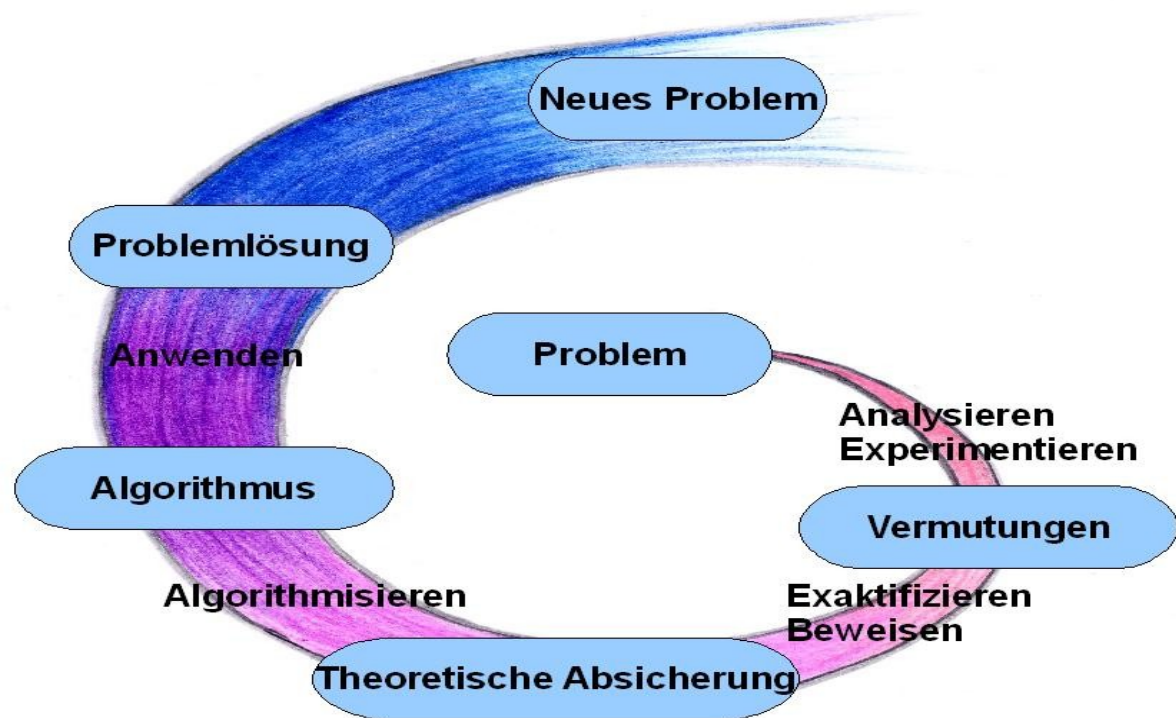 Neues Problem
Problemlösung
Anwenden
Problem
Analysieren
Experimentieren
Algorithmus
Vermutungen
Algorithmisieren
Exaktifizieren
Beweisen
Theoretische Absicherung